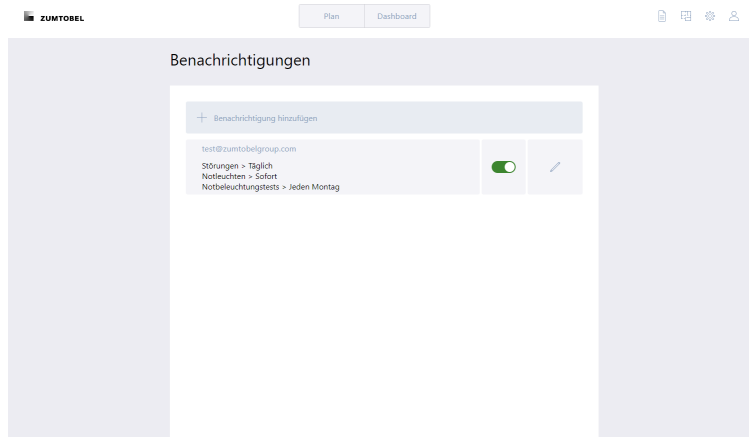 ZUMTOBEL
Plan
Dashboard
Benachrichtigungen
Benachrichtigung hinzufügen
test@zumtobelgroup.com
Störungen > Täglich
Notleuchten > Sofort
Notbeleuchtungstests > Jeden Montag